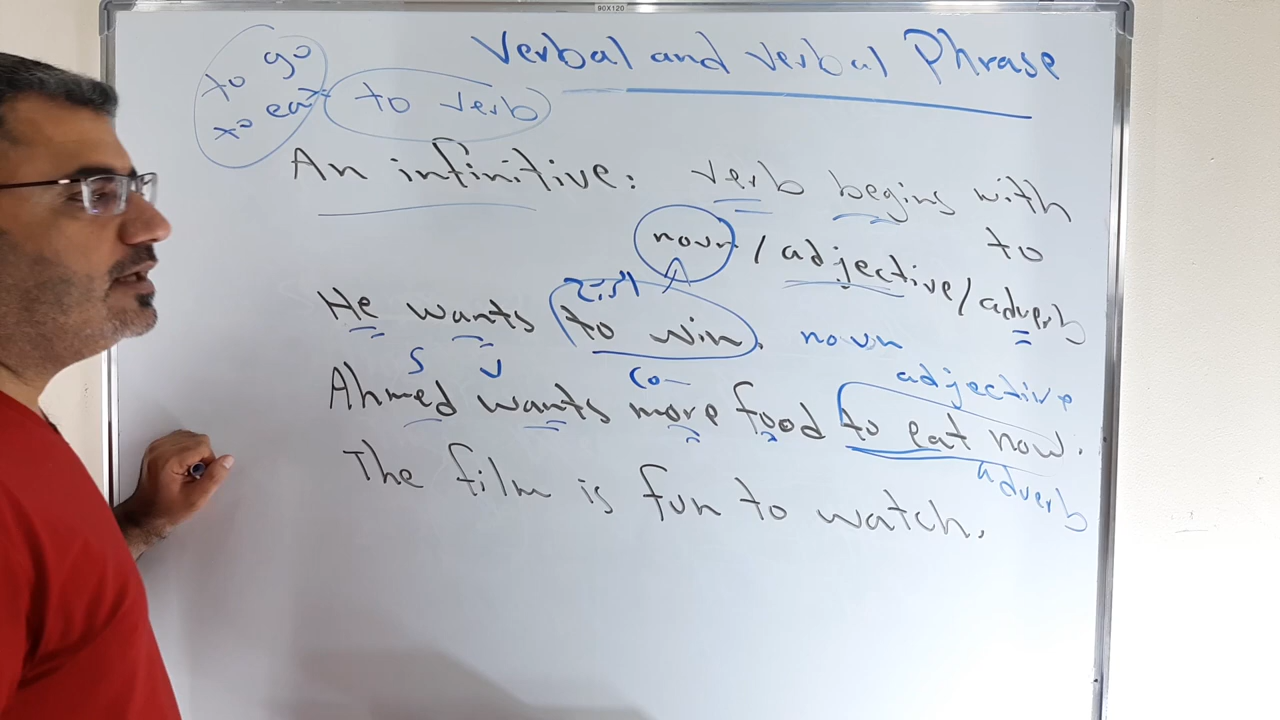 90X120
Verbal and Verbal Phrase
to go
to eat
to verb
An infinitive: verb begins with
to
noun / adjective / adverb
He wants to win. noun
S V Co
adjective
Ahmed wants more food to eat now.
adverb
The film is fun to watch.